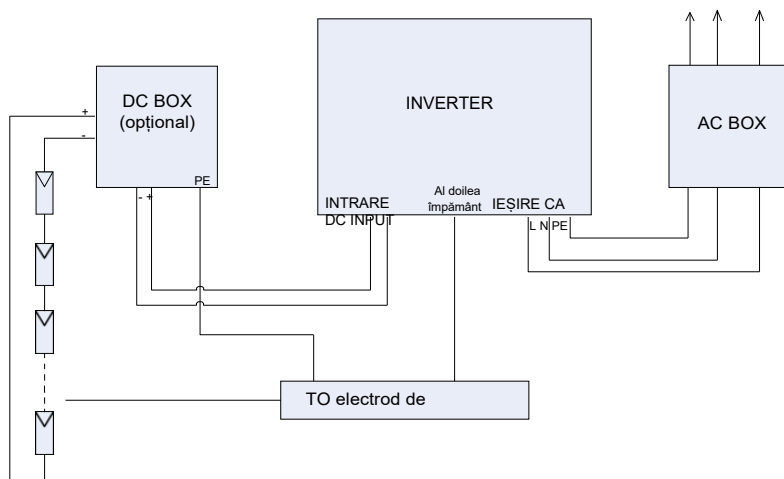 DC BOX
(opțional)
+
-
PE
- +
INVERTER
INTRARE
DC INPUT
Al doilea
împământ
IEȘIRE CA
L N PE
AC BOX
TO electrod de